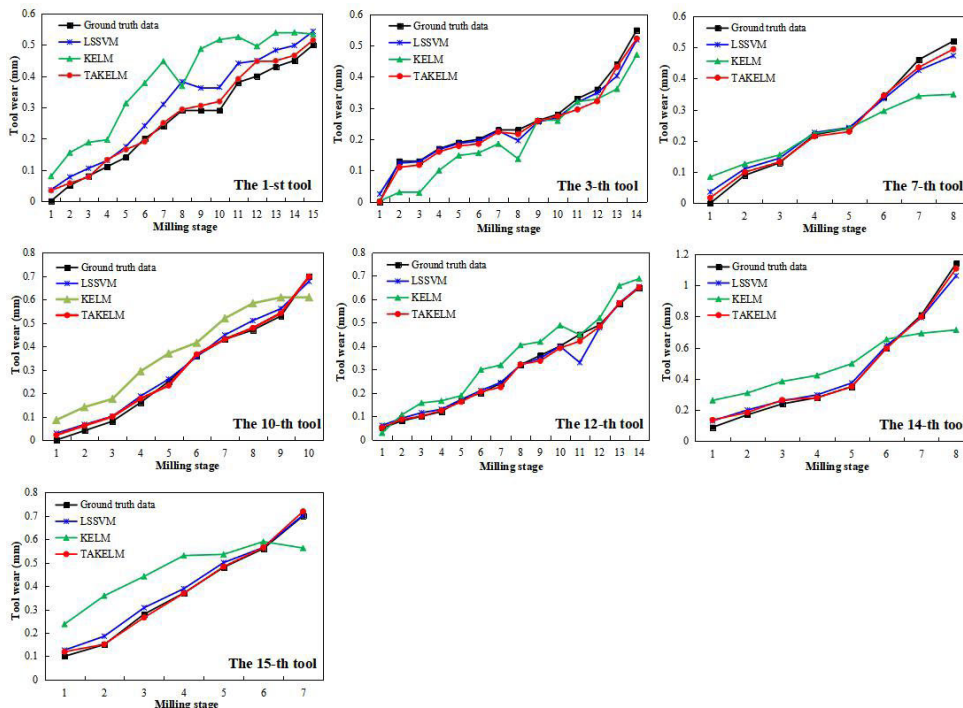 0.6
0.5
0.4
0.3
0.2
0.1
0
Tool wear (mm)
Ground truth data
LSSVM
KELM
TAKELM
The 1-st tool
1 2 3 4 5 6 7 8 9 10 11 12 13 14 15
Milling stage
0.6
0.5
0.4
0.3
0.2
0.1
0
Tool wear (mm)
Ground truth data
LSSVM
KELM
TAKELM
The 3-th tool
1 2 3 4 5 6 7 8 9 10 11 12 13 14
Milling stage
0.6
0.5
0.4
0.3
0.2
0.1
0
Tool wear (mm)
Ground truth data
LSSVM
KELM
TAKELM
The 7-th tool
1 2 3 4 5 6 7 8
Milling stage
0.8
0.7
0.6
0.5
0.4
0.3
0.2
0.1
0
Tool wear (mm)
Ground truth data
LSSVM
KELM
TAKELM
The 10-th tool
1 2 3 4 5 6 7 8 9 10
Milling stage
0.8
0.7
0.6
0.5
0.4
0.3
0.2
0.1
0
Tool wear (mm)
Ground truth data
LSSVM
KELM
TAKELM
The 12-th tool
1 2 3 4 5 6 7 8 9 10 11 12 13 14
Milling stage
1.2
1
0.8
0.6
0.4
0.2
0
Tool wear (mm)
Ground truth data
LSSVM
KELM
TAKELM
The 14-th tool
1 2 3 4 5 6 7 8
Milling stage
0.8
0.7
0.6
0.5
0.4
0.3
0.2
0.1
0
Tool wear (mm)
Ground truth data
LSSVM
KELM
TAKELM
The 15-th tool
1 2 3 4 5 6 7
Milling stage